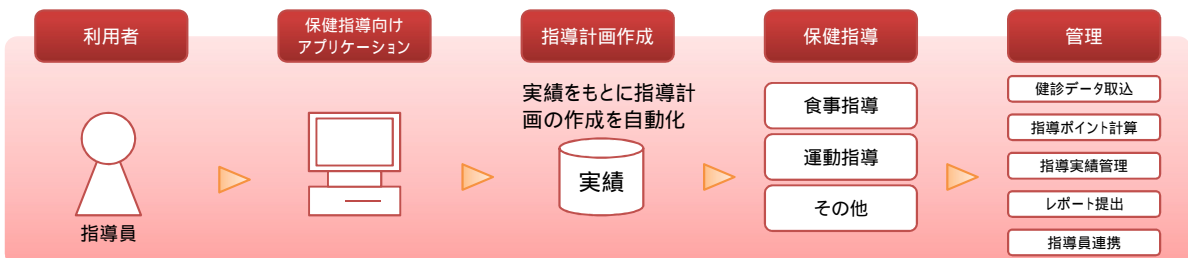 利用者
保健指導向け
アプリケーション
指導計画作成
保健指導
管理
指導員
実績をもとに指導計
画の作成を自動化
実績
食事指導
運動指導
その他
健診データ取込
指導ポイント計算
指導実績管理
レポート提出
指導員連携